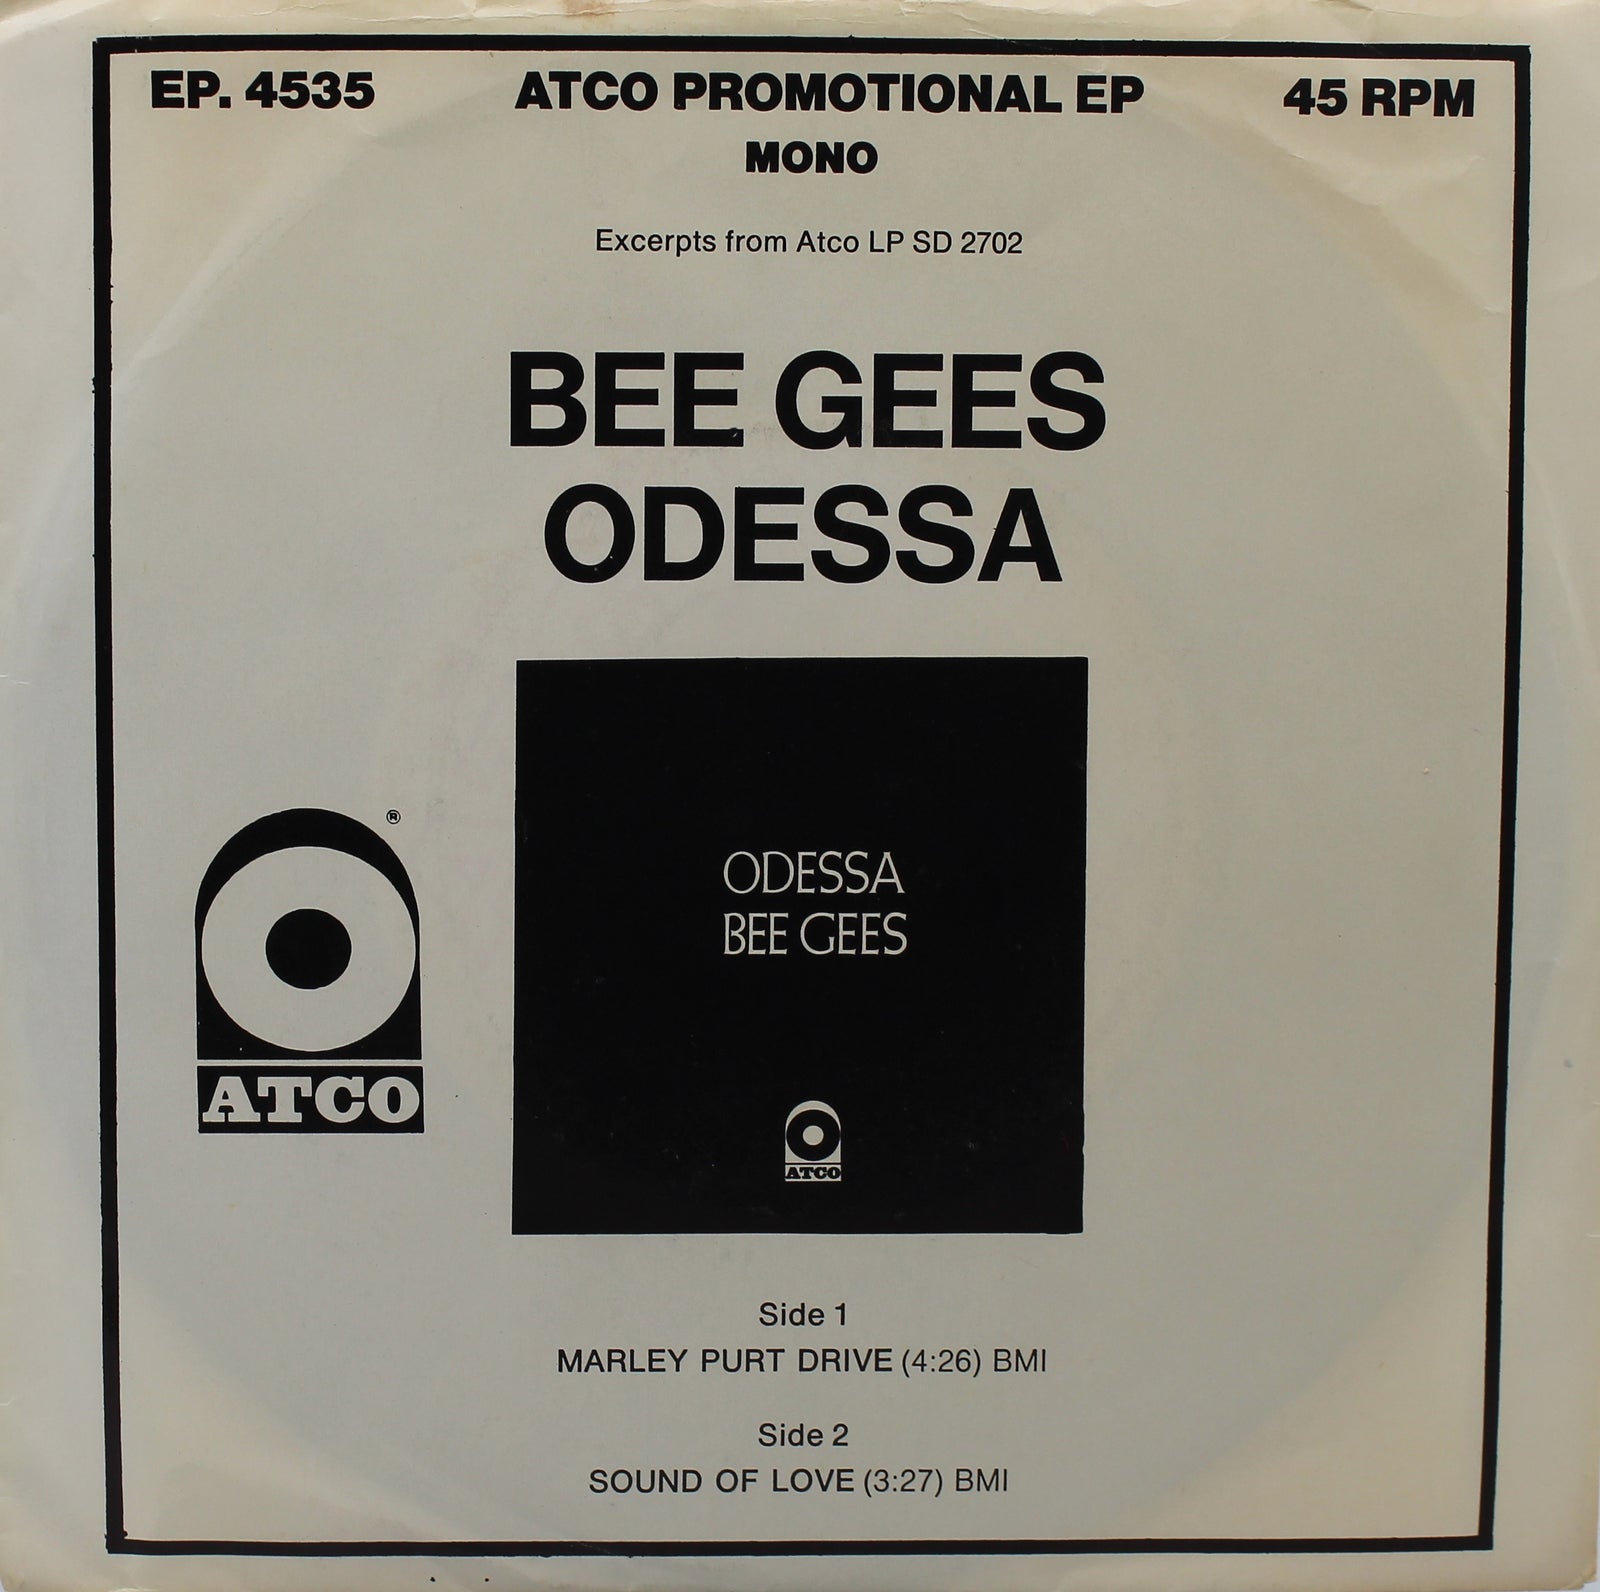 EP. 4535 ATCO PROMOTIONAL EP 45 RPM
MONO
Excerpts from Atco LP SD 2702
BEE GEES
ODESSA
ODESSA
BEE GEES
®
ATCO
ATCO
Side 1
MARLEY PURT DRIVE (4:26) BMI
Side 2
SOUND OF LOVE (3:27) BMI